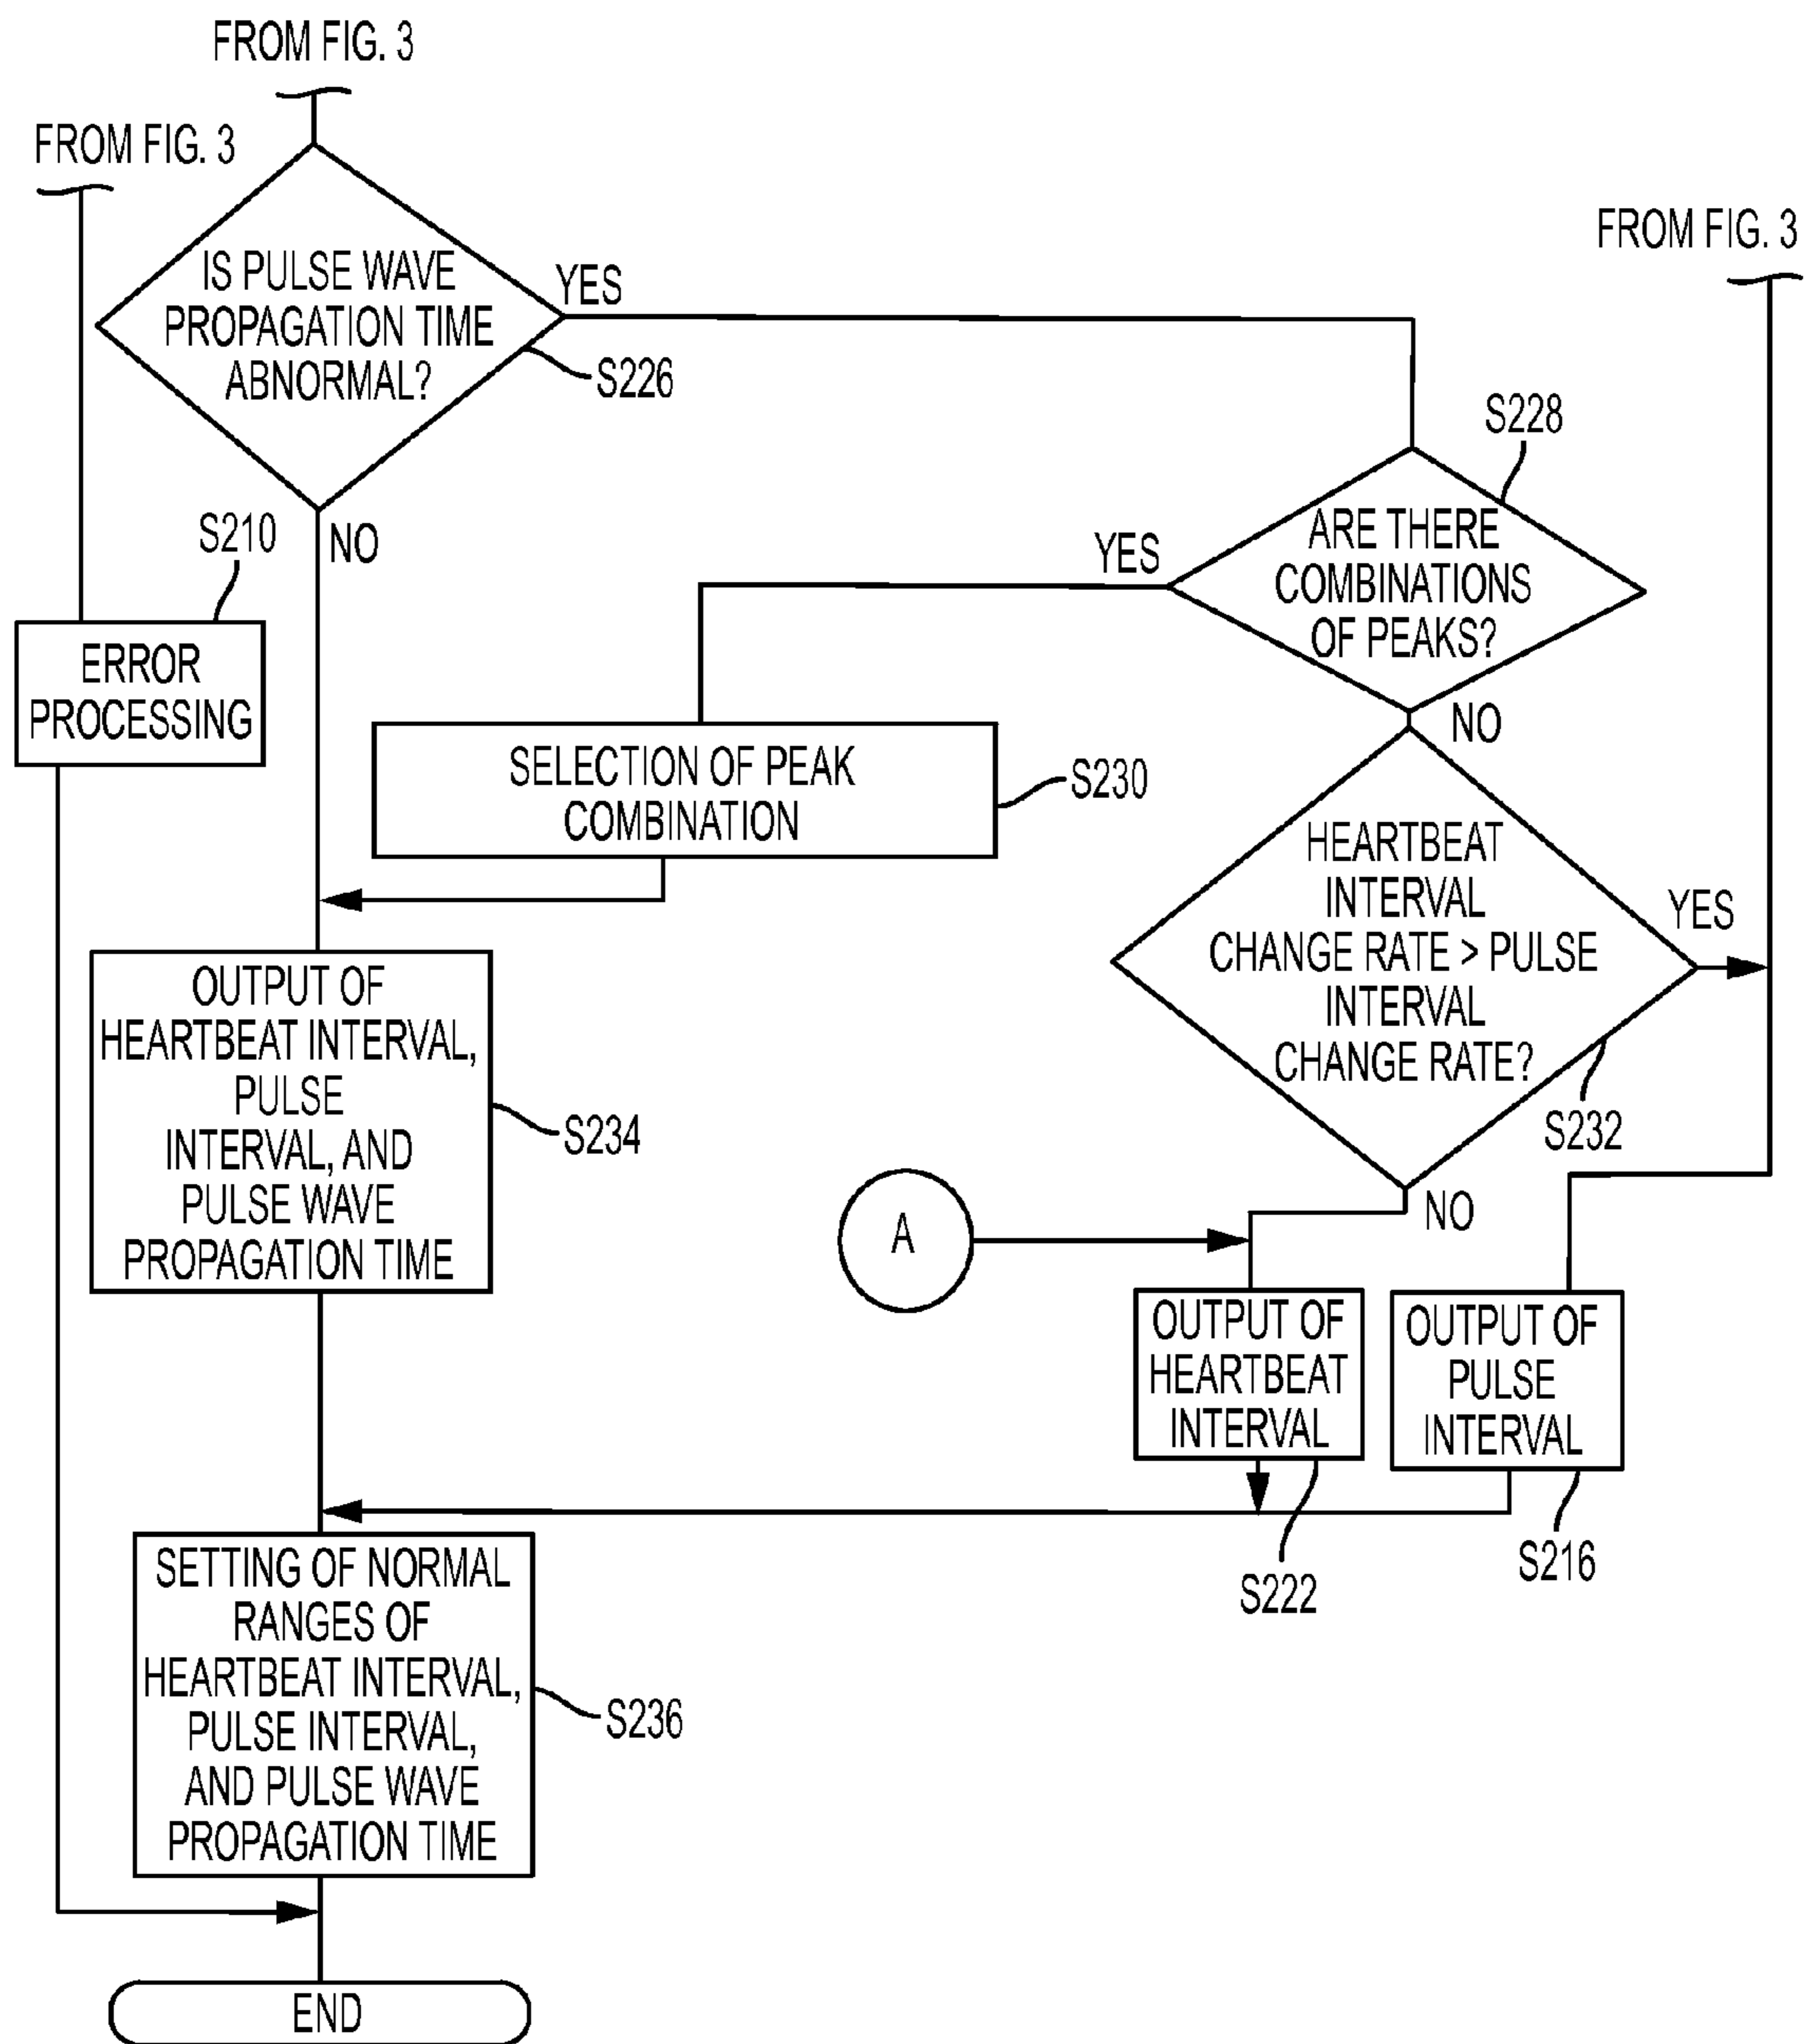 FROM FIG. 3
FROM FIG. 3
FROM FIG. 3
IS PULSE WAVE
PROPAGATION TIME
ABNORMAL?
YES
S226
NO
S228
ARE THERE
COMBINATIONS
OF PEAKS?
YES
NO
S210
ERROR
PROCESSING
SELECTION OF PEAK
COMBINATION
S230
HEARTBEAT
INTERVAL
CHANGE RATE > PULSE
INTERVAL
CHANGE RATE?
YES
S232
NO
OUTPUT OF
HEARTBEAT INTERVAL,
PULSE
INTERVAL, AND
PULSE WAVE
PROPAGATION TIME
S234
A
OUTPUT OF
HEARTBEAT
INTERVAL
S222
OUTPUT OF
PULSE
INTERVAL
S216
SETTING OF NORMAL
RANGES OF
HEARTBEAT INTERVAL,
PULSE INTERVAL,
AND PULSE WAVE
PROPAGATION TIME
S236
END